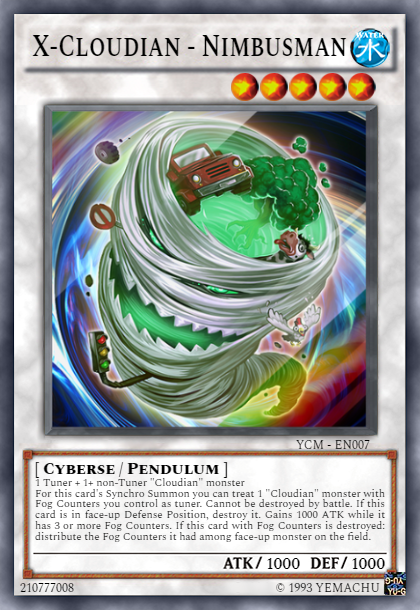 X-Cloudian - Nimbusman
WATER
水
YCM - EN007
[ Cyberse / Pendulum ]
1 Tuner + 1+ non-Tuner "Cloudian" monster
For this card's Synchro Summon you can treat 1 "Cloudian" monster with
Fog Counters you control as tuner. Cannot be destroyed by battle. If this
card is in face-up Defense Position, destroy it. Gains 1000 ATK while it
has 3 or more Fog Counters. If this card with Fog Counters is destroyed:
distribute the Fog Counters it had among face-up monster on the field.
ATK / 1000 DEF / 1000
210777008
© 1993 YEMACHU